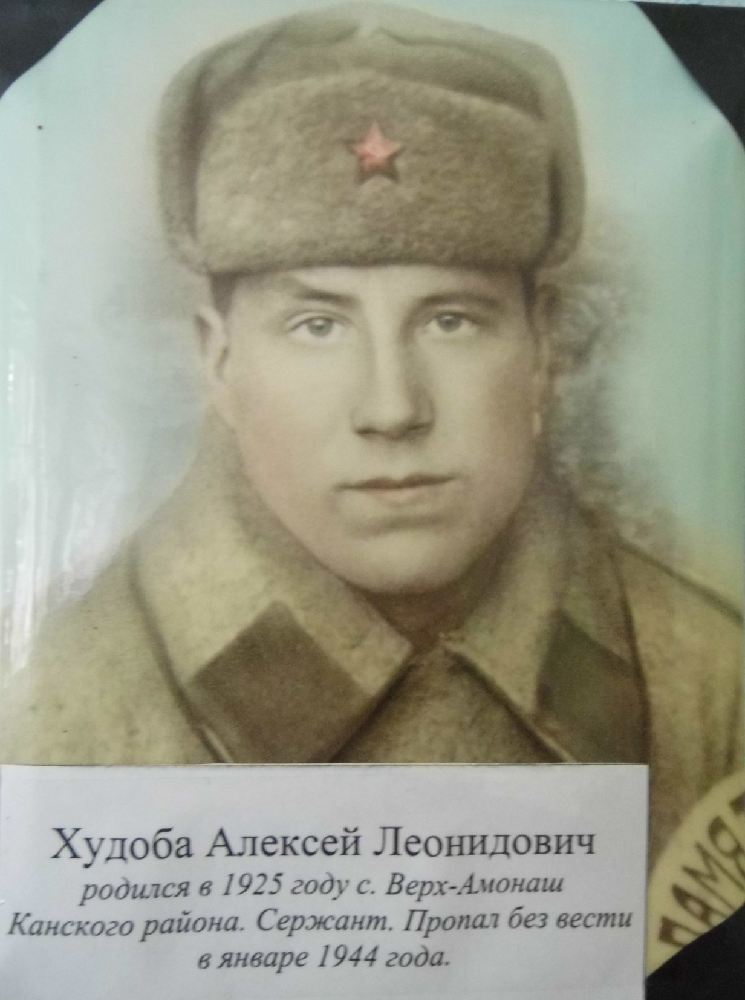 Худоба Алексей Леонидович
родился в 1925 году с. Верх-Амонаш
Канского района. Сержант. Пропал без вести
в январе 1944 года.